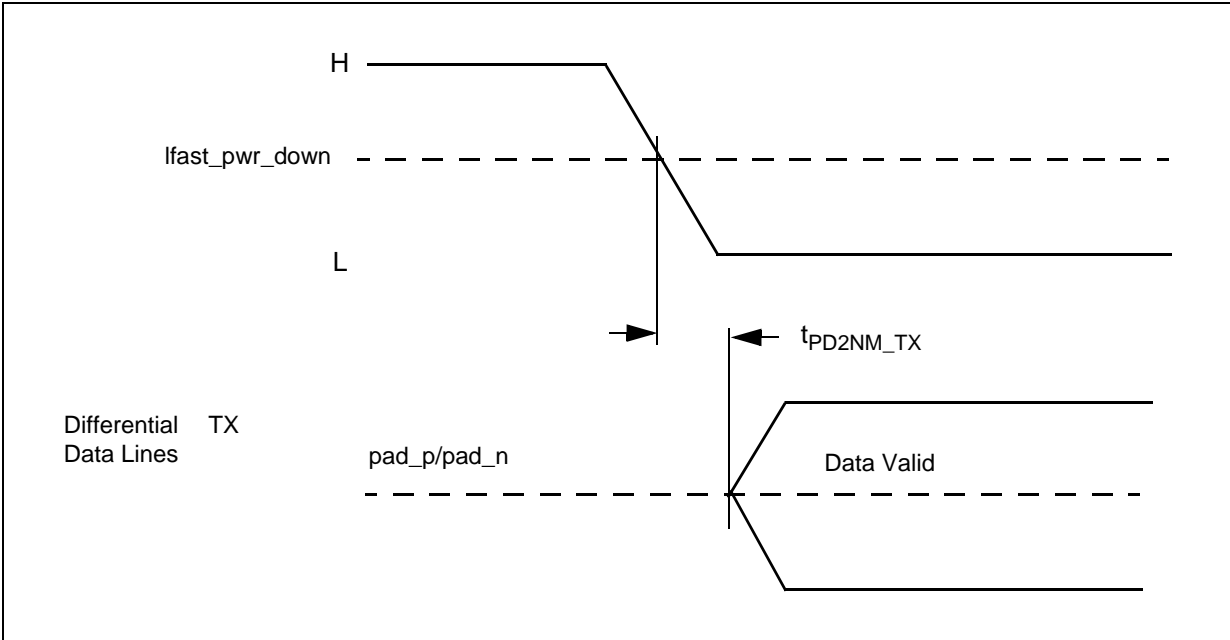 H
lfast_pwr_down
L
tPD2NM_TX
Differential TX
Data Lines
pad_p/pad_n
Data Valid